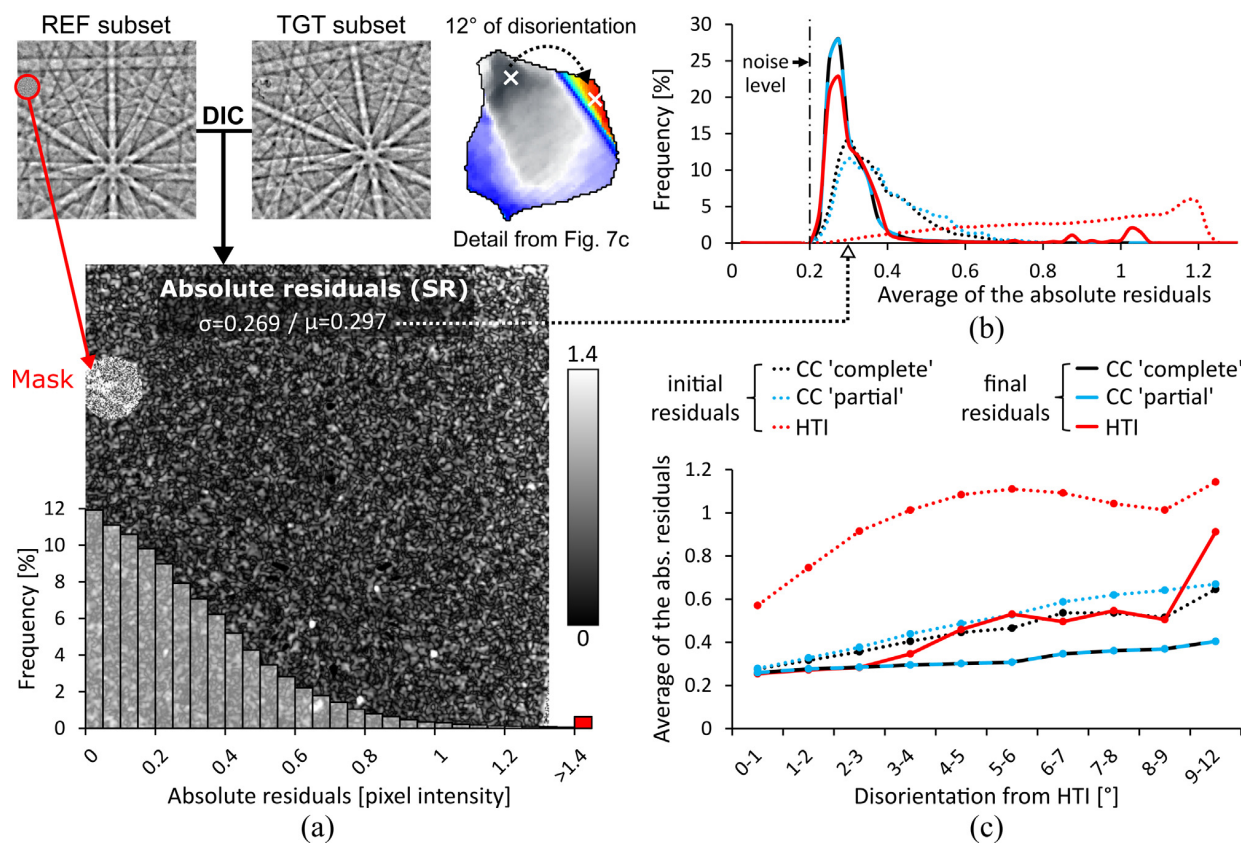 REF subset
TGT subset
12° of disorientation
DIC
Detail from Fig. 7c
Absolute residuals (SR)
σ=0.269 / μ=0.297
Mask
1.4
0
Frequency [%]
12
10
8
6
4
2
0
0
0.2
0.4
0.6
0.8
1
1.2
>1.4
Absolute residuals [pixel intensity]
(a)
Frequency [%]
30
25
20
15
10
5
0
noise
level
0
0.2
0.4
0.6
0.8
1
1.2
Average of the absolute residuals
(b)
initial
residuals
CC 'complete'
CC 'partial'
HTI
final
residuals
CC 'complete'
CC 'partial'
HTI
Average of the abs. residuals
1.2
1
0.8
0.6
0.4
0.2
0
0-1
1-2
2-3
3-4
4-5
5-6
6-7
7-8
8-9
9-12
Disorientation from HTI [°]
(c)